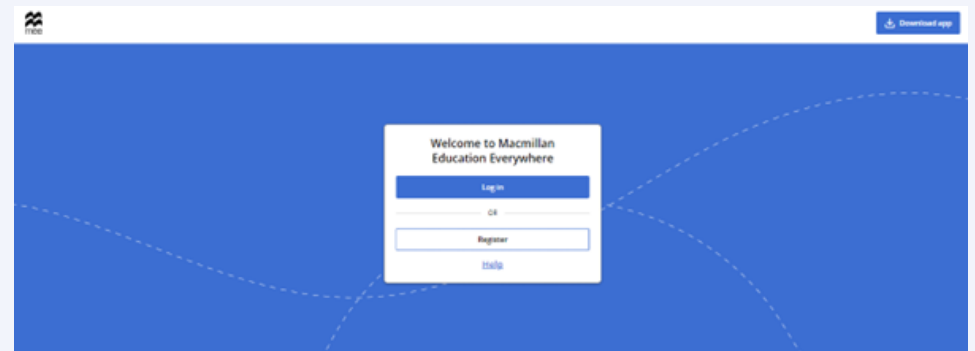 mee
Download app
Welcome to Macmillan
Education Everywhere
Log in
OR
Register
Help